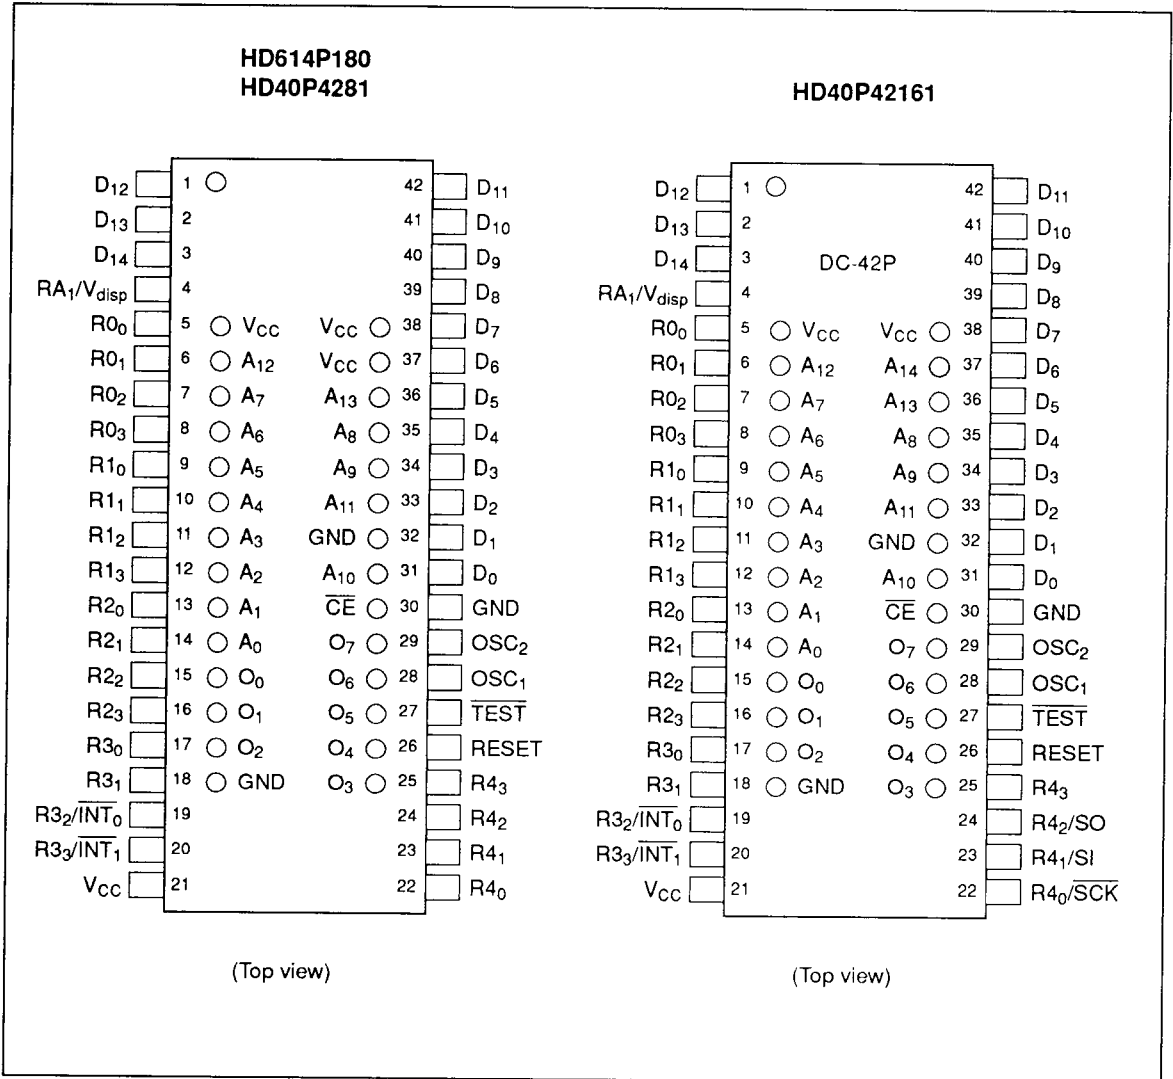 HD614P180
HD40P4281
D12 1 42 D11
D13 2 41 D10
D14 3 40 D9
RA1/Vdisp 4 39 D8
R00 5 VCC VCC 38 D7
R01 6 A12 VCC 37 D6
R02 7 A7 A13 36 D5
R03 8 A6 A8 35 D4
R10 9 A5 A9 34 D3
R11 10 A4 A11 33 D2
R12 11 A3 GND 32 D1
R13 12 A2 A10 31 D0
R20 13 A1 C̅E̅ 30 GND
R21 14 A0 O7 29 OSC2
R22 15 O0 O6 28 OSC1
R23 16 O1 O5 27 T̅E̅S̅T̅
R30 17 O2 O4 26 RESET
R31 18 GND O3 25 R43
R32/I̅N̅T̅0 19 24 R42
R33/I̅N̅T̅1 20 23 R41
VCC 21 22 R40
(Top view)
HD40P42161
D12 1 42 D11
D13 2 41 D10
D14 3 DC-42P 40 D9
RA1/Vdisp 4 39 D8
R00 5 VCC VCC 38 D7
R01 6 A12 A14 37 D6
R02 7 A7 A13 36 D5
R03 8 A6 A8 35 D4
R10 9 A5 A9 34 D3
R11 10 A4 A11 33 D2
R12 11 A3 GND 32 D1
R13 12 A2 A10 31 D0
R20 13 A1 C̅E̅ 30 GND
R21 14 A0 O7 29 OSC2
R22 15 O0 O6 28 OSC1
R23 16 O1 O5 27 T̅E̅S̅T̅
R30 17 O2 O4 26 RESET
R31 18 GND O3 25 R43
R32/I̅N̅T̅0 19 24 R42/SO
R33/I̅N̅T̅1 20 23 R41/SI
VCC 21 22 R40/S̅C̅K̅
(Top view)